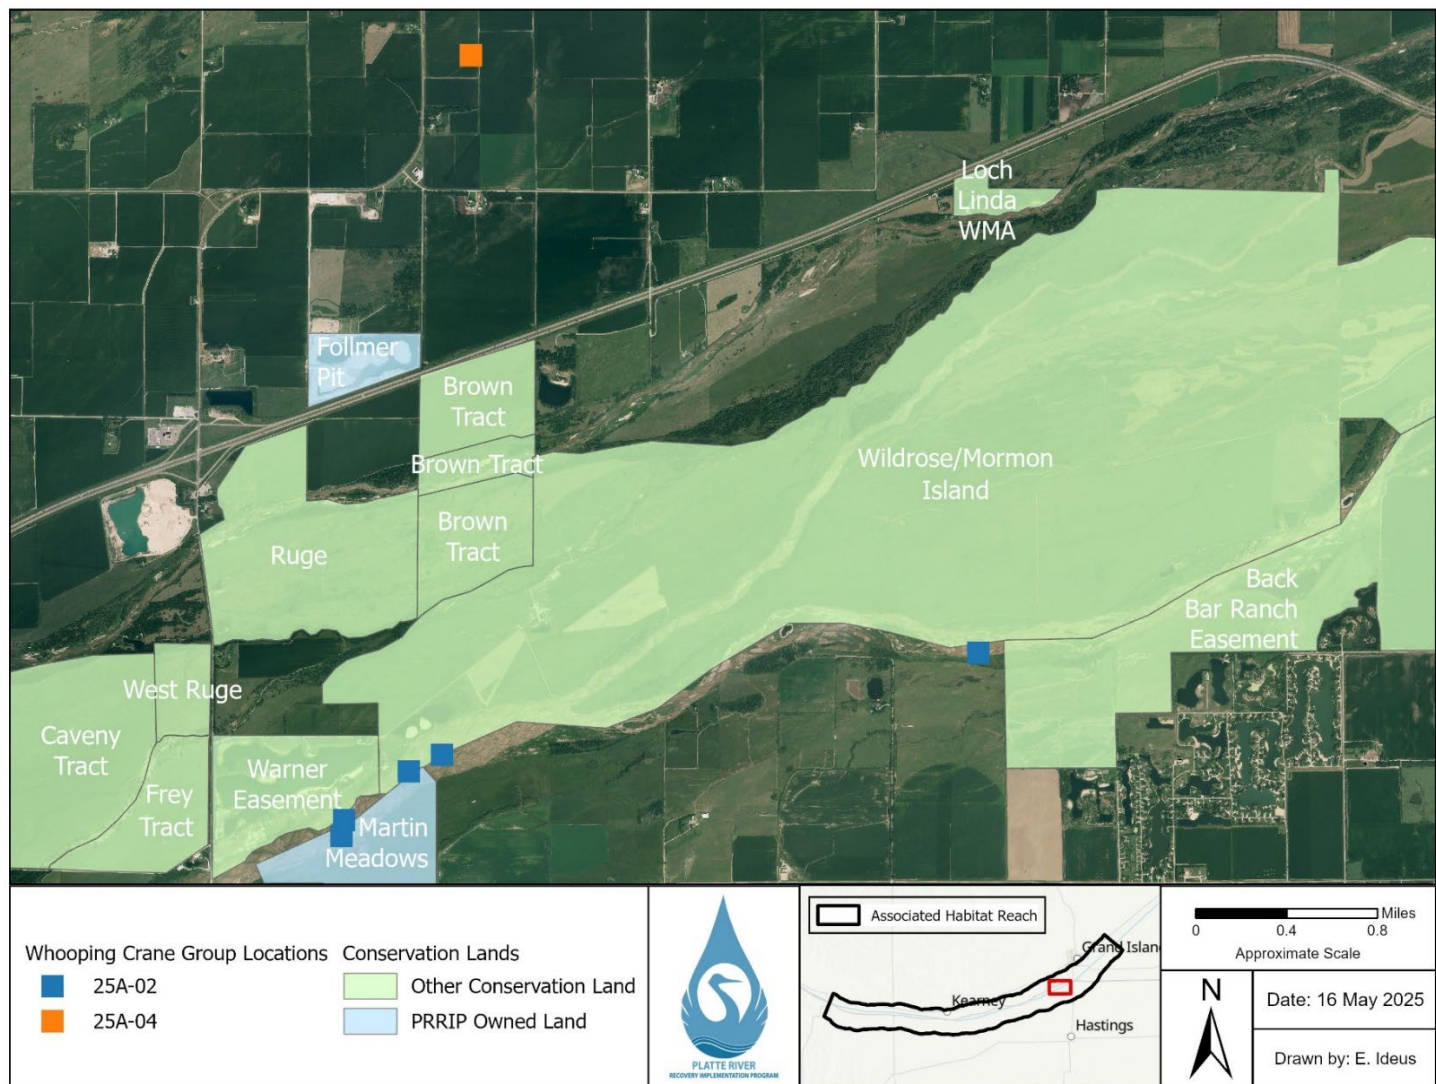 Loch
Linda
WMA
Follmer
Pit
Brown
Tract
Brown Tract
Brown
Tract
Wildrose/Mormon
Island
Ruge
Back
Bar Ranch
Easement
West Ruge
Caveny
Tract
Warner
Easement
Frey
Tract
Martin
Meadows
Whooping Crane Group Locations
25A-02
25A-04
Conservation Lands
Other Conservation Land
PRRIP Owned Land
PLATTE RIVER
RECOVERY IMPLEMENTATION PROGRAM
Associated Habitat Reach
Grand Island
Kearney
Hastings
Miles
0 0.4 0.8
Approximate Scale
N
Date: 16 May 2025
Drawn by: E. Ideus